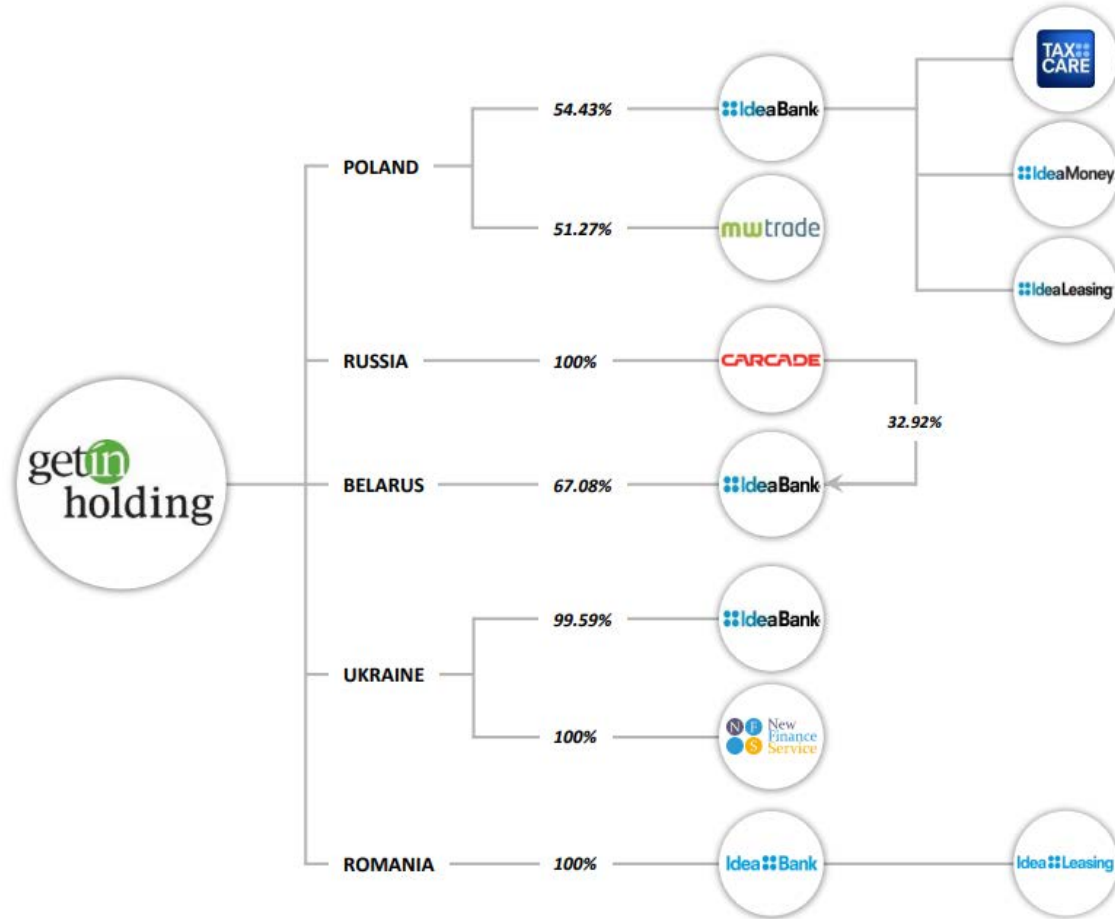 getin
holding
POLAND
54.43%
IdeaBank
TAX
CARE
IdeaMoney
IdeaLeasing
51.27%
mwtrade
RUSSIA
100%
CARCADE
32.92%
BELARUS
67.08%
IdeaBank
UKRAINE
99.59%
IdeaBank
100%
N F
S
New
Finance
Service
ROMANIA
100%
Idea Bank
Idea Leasing